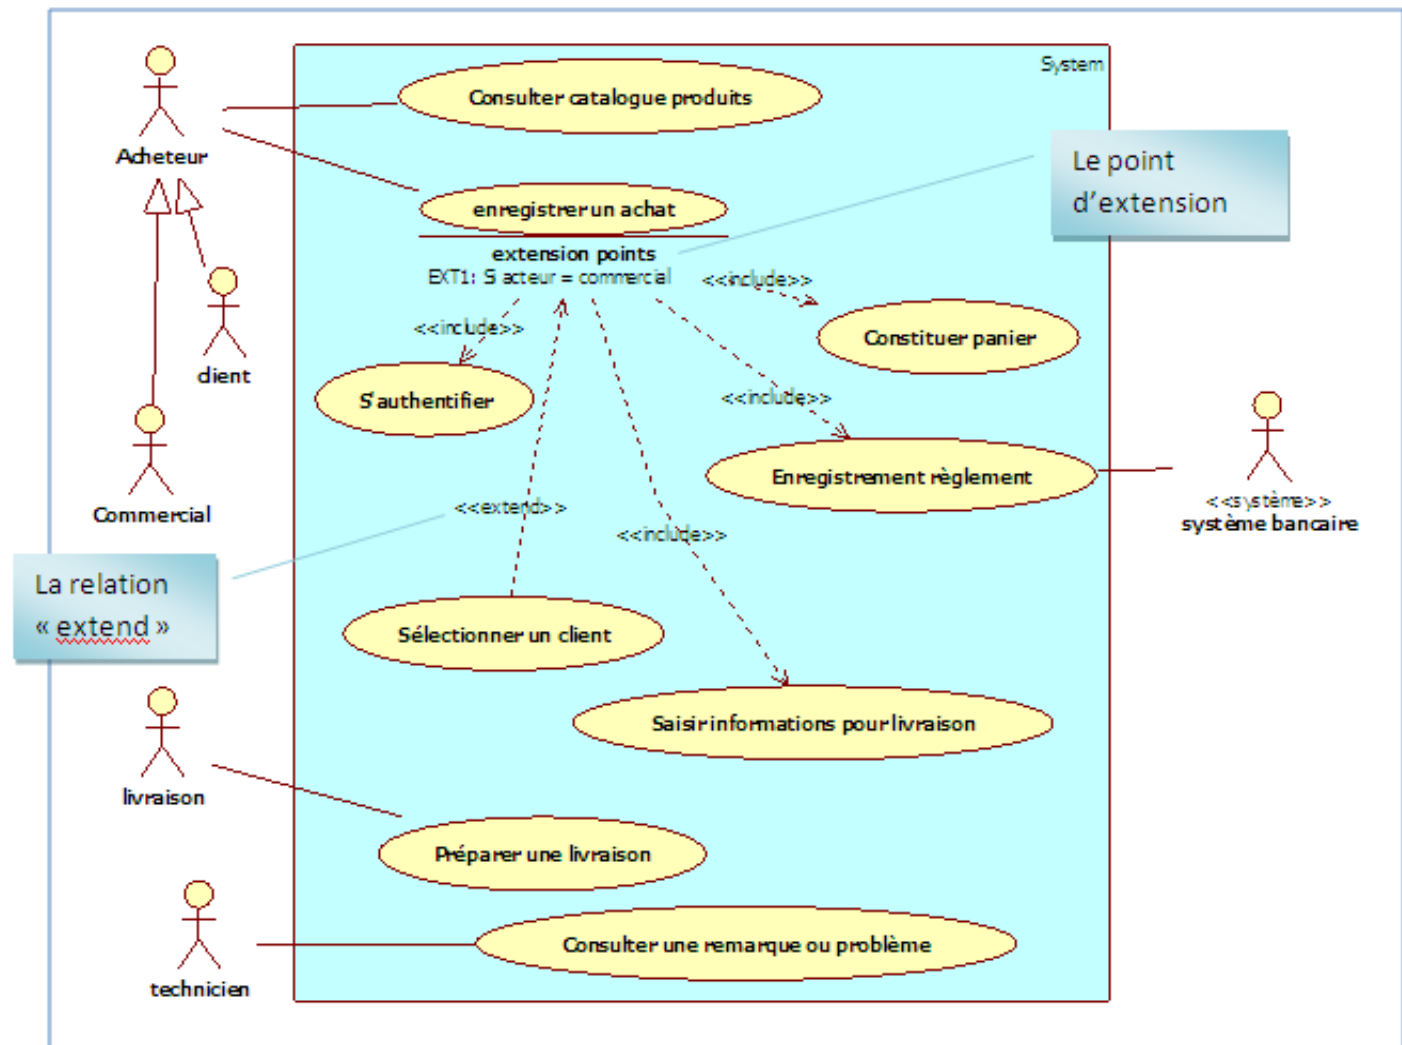 System
Consulter catalogue produits
Acheteur
Le point
d'extension
enregistrer un achat
extension points
EXT1: Si acteur = commercial
<<include>>
<<include>>
Constituer panier
client
S'authentifier
<<include>>
Enregistrement règlement
Commercial
<<extend>>
<<système>>
système bancaire
<<include>>
La relation
« extend »
Sélectionner un client
Saisir informations pour livraison
livraison
Préparer une livraison
Consulter une remarque ou problème
technicien